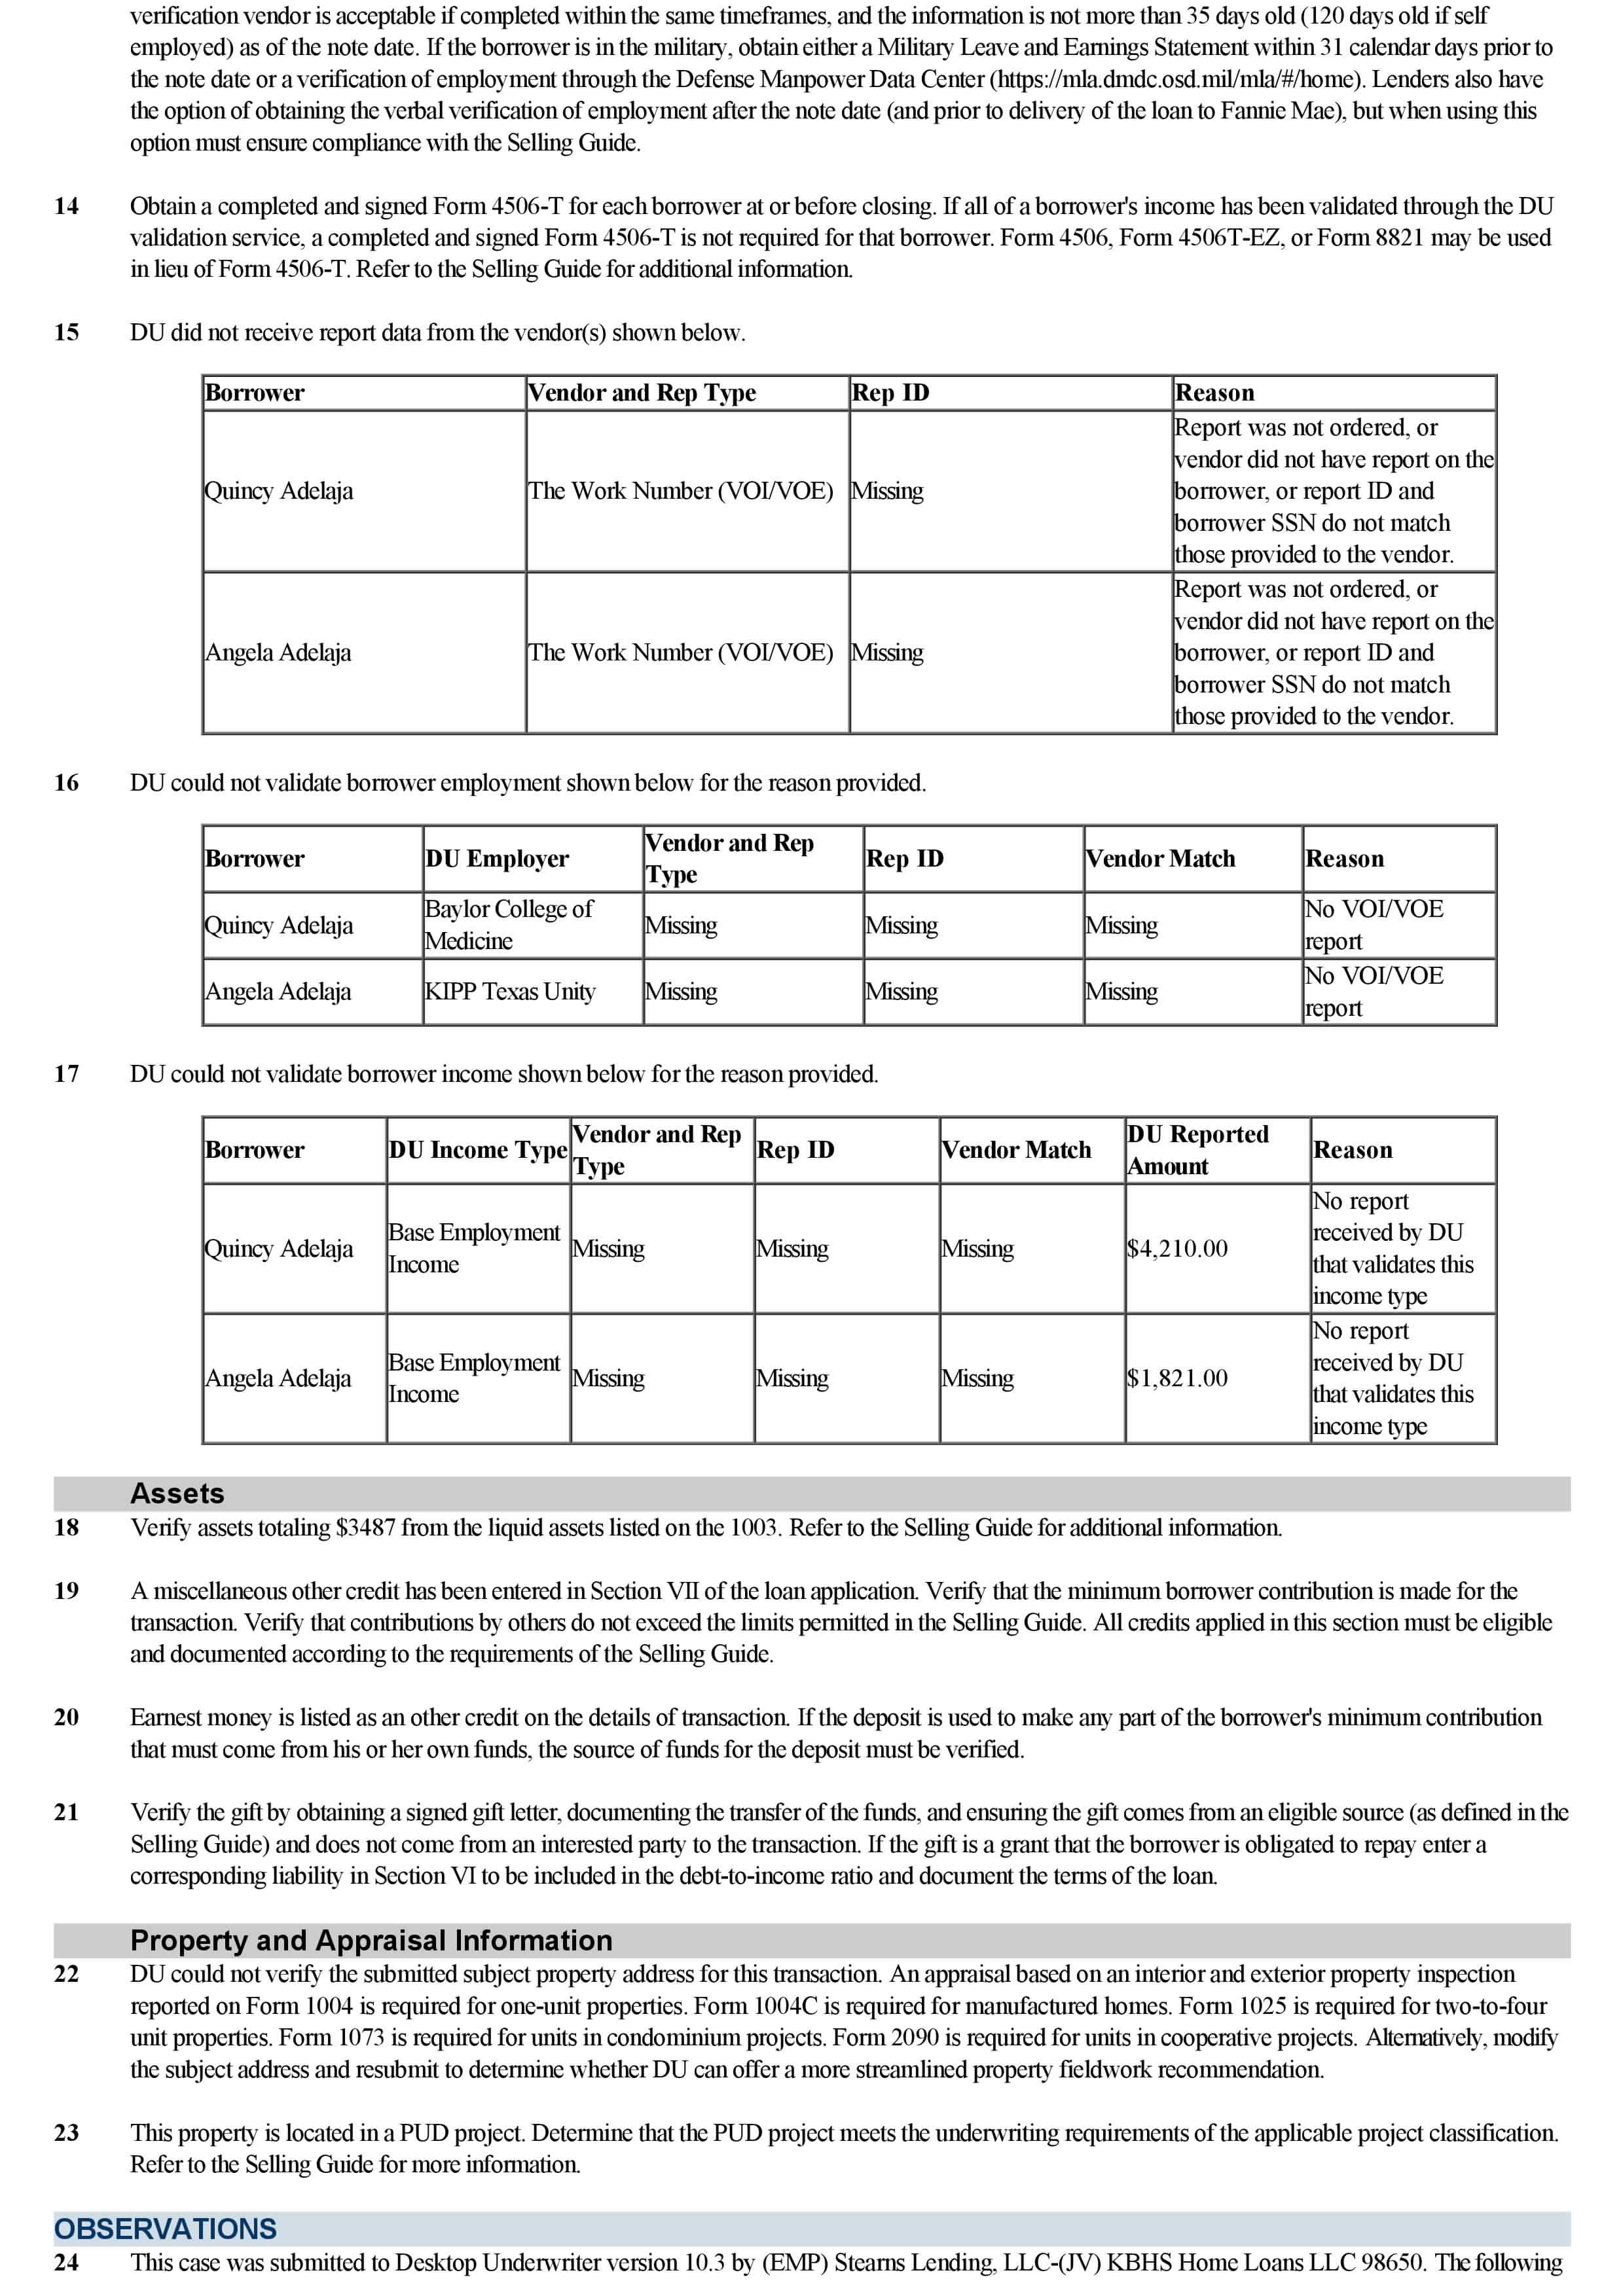 verification vendor is acceptable if completed within the same timeframes, and the information is not more than 35 days old (120 days old if self
employed) as of the note date. If the borrower is in the military, obtain either a Military Leave and Earnings Statement within 31 calendar days prior to
the note date or a verification of employment through the Defense Manpower Data Center (https://mla.dmdc.osd.mil/mla/#/home). Lenders also have
the option of obtaining the verbal verification of employment after the note date (and prior to delivery of the loan to Fannie Mae), but when using this
option must ensure compliance with the Selling Guide.
14 Obtain a completed and signed Form 4506-T for each borrower at or before closing. If all of a borrower's income has been validated through the DU
validation service, a completed and signed Form 4506-T is not required for that borrower. Form 4506, Form 4506T-EZ, or Form 8821 may be used
in lieu of Form 4506-T. Refer to the Selling Guide for additional information.
15 DU did not receive report data from the vendor(s) shown below.
Borrower Vendor and Rep Type Rep ID Reason
Quincy Adelaja The Work Number (VOI/VOE) Missing Report was not ordered, or
vendor did not have report on the
borrower, or report ID and
borrower SSN do not match
those provided to the vendor.
Angela Adelaja The Work Number (VOI/VOE) Missing Report was not ordered, or
vendor did not have report on the
borrower, or report ID and
borrower SSN do not match
those provided to the vendor.
16 DU could not validate borrower employment shown below for the reason provided.
Borrower DU Employer Vendor and Rep
Type Rep ID Vendor Match Reason
Quincy Adelaja Baylor College of
Medicine Missing Missing Missing No VOI/VOE
report
Angela Adelaja KIPP Texas Unity Missing Missing Missing No VOI/VOE
report
17 DU could not validate borrower income shown below for the reason provided.
Borrower DU Income Type Vendor and Rep
Type Rep ID Vendor Match DU Reported
Amount Reason
Quincy Adelaja Base Employment
Income Missing Missing Missing $4,210.00 No report
received by DU
that validates this
income type
Angela Adelaja Base Employment
Income Missing Missing Missing $1,821.00 No report
received by DU
that validates this
income type
Assets
18 Verify assets totaling $3487 from the liquid assets listed on the 1003. Refer to the Selling Guide for additional information.
19 A miscellaneous other credit has been entered in Section VII of the loan application. Verify that the minimum borrower contribution is made for the
transaction. Verify that contributions by others do not exceed the limits permitted in the Selling Guide. All credits applied in this section must be eligible
and documented according to the requirements of the Selling Guide.
20 Earnest money is listed as an other credit on the details of transaction. If the deposit is used to make any part of the borrower's minimum contribution
that must come from his or her own funds, the source of funds for the deposit must be verified.
21 Verify the gift by obtaining a signed gift letter, documenting the transfer of the funds, and ensuring the gift comes from an eligible source (as defined in the
Selling Guide) and does not come from an interested party to the transaction. If the gift is a grant that the borrower is obligated to repay enter a
corresponding liability in Section VI to be included in the debt-to-income ratio and document the terms of the loan.
Property and Appraisal Information
22 DU could not verify the submitted subject property address for this transaction. An appraisal based on an interior and exterior property inspection
reported on Form 1004 is required for one-unit properties. Form 1004C is required for manufactured homes. Form 1025 is required for two-to-four
unit properties. Form 1073 is required for units in condominium projects. Form 2090 is required for units in cooperative projects. Alternatively, modify
the subject address and resubmit to determine whether DU can offer a more streamlined property fieldwork recommendation.
23 This property is located in a PUD project. Determine that the PUD project meets the underwriting requirements of the applicable project classification.
Refer to the Selling Guide for more information.
OBSERVATIONS
24 This case was submitted to Desktop Underwriter version 10.3 by (EMP) Stearns Lending, LLC-(JV) KBHS Home Loans LLC 98650. The following